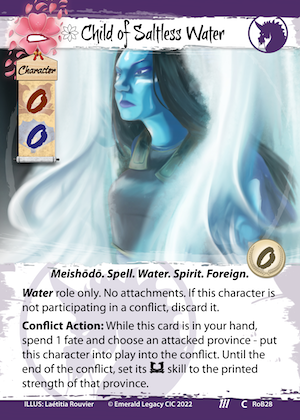 Child of Saltless Water
Character
0
0
0
Meishōdō. Spell. Water. Spirit. Foreign.
Water role only. No attachments. If this character is
not participating in a conflict, discard it.
Conflict Action: While this card is in your hand,
spend 1 fate and choose an attacked province - put
this character into play into the conflict. Until the
end of the conflict, set its skill to the printed
strength of that province.
ILLUS: Laëtitia Rouvier © Emerald Legacy CIC 2022 C RoB28